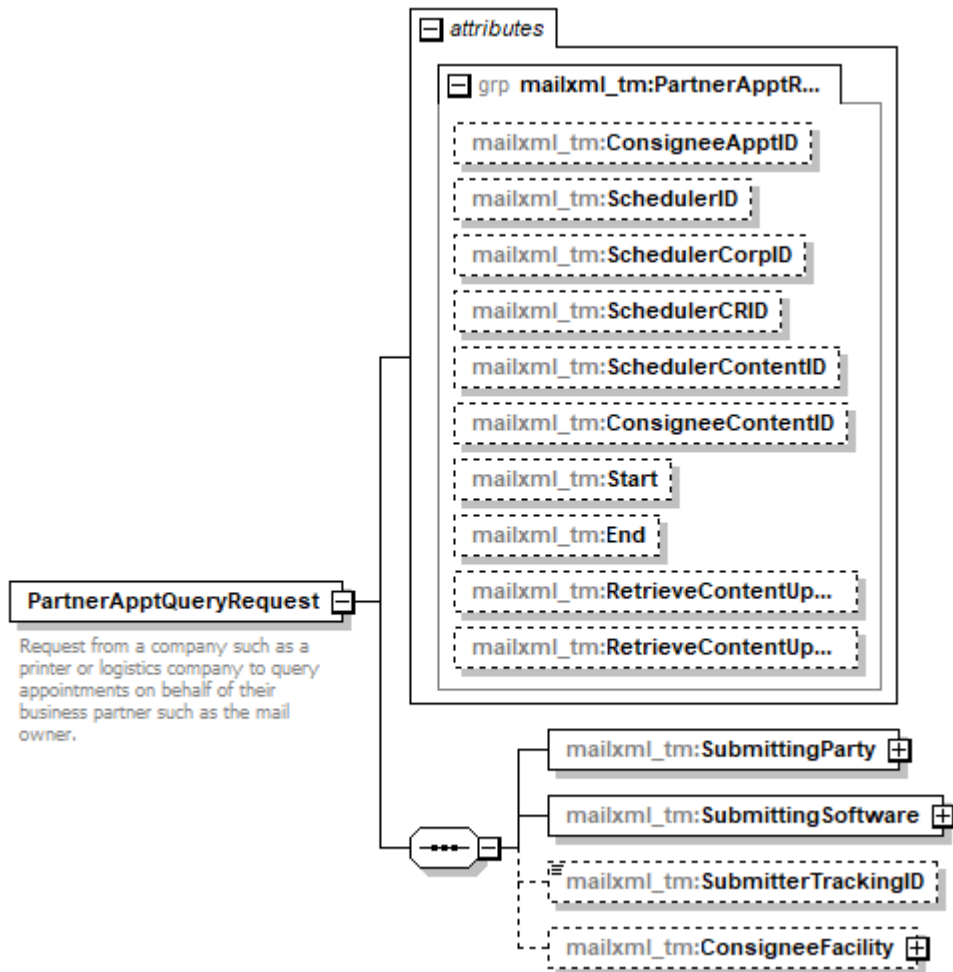 attributes
grp mailxml_tm:PartnerApptR...
mailxml_tm:ConsigneeApptID
mailxml_tm:SchedulerID
mailxml_tm:SchedulerCorpID
mailxml_tm:SchedulerCRID
mailxml_tm:SchedulerContentID
mailxml_tm:ConsigneeContentID
mailxml_tm:Start
mailxml_tm:End
mailxml_tm:RetrieveContentUp...
mailxml_tm:RetrieveContentUp...
PartnerApptQueryRequest
Request from a company such as a
printer or logistics company to query
appointments on behalf of their
business partner such as the mail
owner.
mailxml_tm:SubmittingParty
mailxml_tm:SubmittingSoftware
mailxml_tm:SubmitterTrackingID
mailxml_tm:ConsigneeFacility